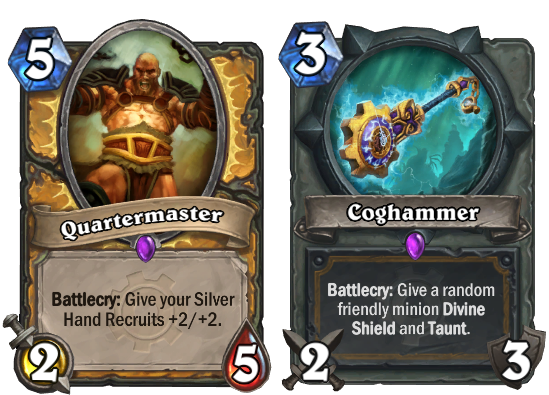 5
Quartermaster
Battlecry: Give your Silver
Hand Recruits +2/+2.
2
5
3
Coghammer
Battlecry: Give a random
friendly minion Divine
Shield and Taunt.
2
3